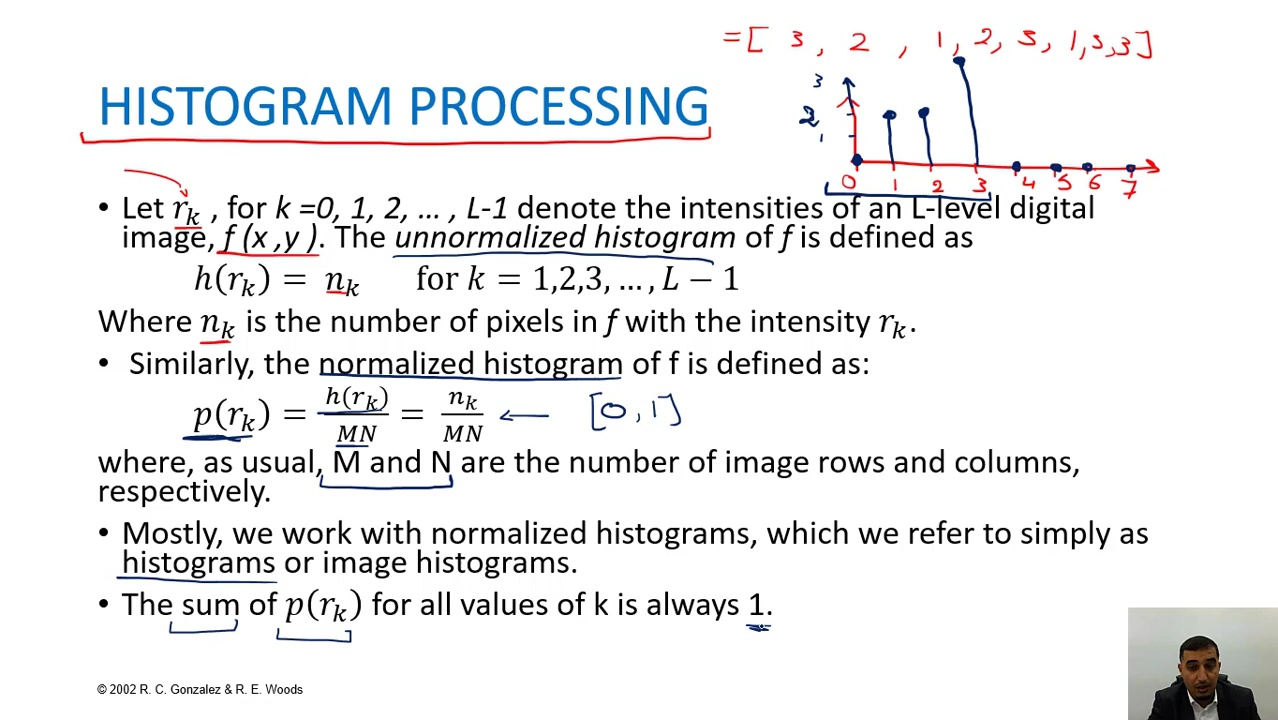 =[ 3, 2, 1, 2, 3, 1, 3, 3]
HISTOGRAM PROCESSING
3
2
1
0 1 2 3 4 5 6 7
• Let r_k , for k =0, 1, 2, … , L-1 denote the intensities of an L-level digital
image, f (x ,y ). The unnormalized histogram of f is defined as
h(r_k) = n_k for k = 1,2,3, … , L − 1
Where n_k is the number of pixels in f with the intensity r_k.
• Similarly, the normalized histogram of f is defined as:
p(r_k) = h(r_k)/MN = n_k/MN ← [0,1]
where, as usual, M and N are the number of image rows and columns,
respectively.
• Mostly, we work with normalized histograms, which we refer to simply as
histograms or image histograms.
• The sum of p(r_k) for all values of k is always 1.
© 2002 R. C. Gonzalez & R. E. Woods